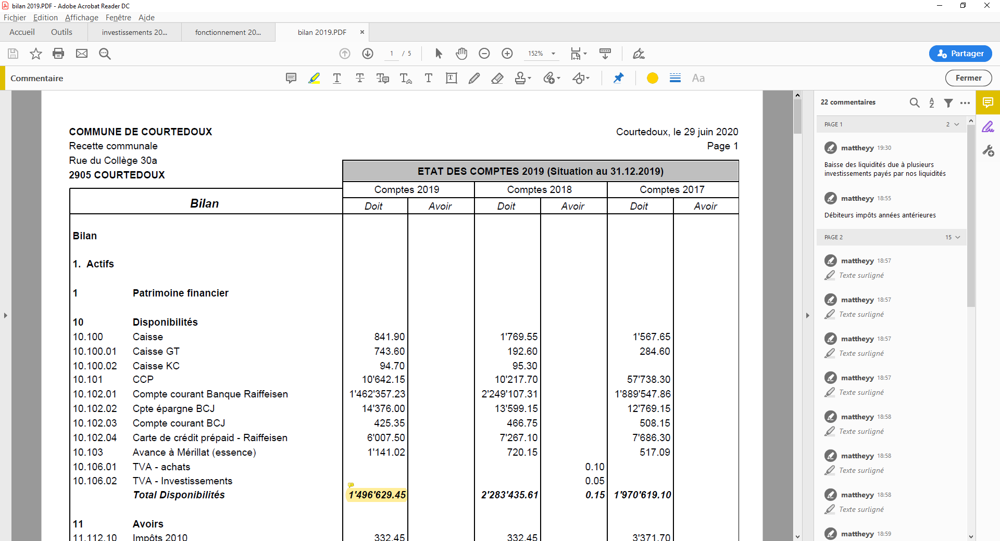 bilan 2019.PDF - Adobe Acrobat Reader DC
Fichier Edition Affichage Fenêtre Aide
Accueil Outils investissements 20... fonctionnement 20... bilan 2019.PDF ×
1 / 5 152% Partager
Commentaire Aa Fermer
COMMUNE DE COURTEDOUX Courtedoux, le 29 juin 2020
Recette communale Page 1
Rue du Collège 30a
2905 COURTEDOUX
ETAT DES COMPTES 2019 (Situation au 31.12.2019)
Bilan Comptes 2019 Comptes 2018 Comptes 2017
Doit Avoir Doit Avoir Doit Avoir
Bilan
1. Actifs
1 Patrimoine financier
10 Disponibilités
10.100 Caisse 841.90 1'769.55 1'567.65
10.100.01 Caisse GT 743.60 192.60 284.60
10.100.02 Caisse KC 94.70 95.30
10.101 CCP 10'642.15 10'217.70 57'738.30
10.102.01 Compte courant Banque Raiffeisen 1'462'357.23 2'249'107.31 1'889'547.86
10.102.02 Cpte épargne BCJ 14'376.00 13'599.15 12'769.15
10.102.03 Compte courant BCJ 425.35 466.75 508.15
10.102.04 Carte de crédit prépaid - Raiffeisen 6'007.50 7'267.10 7'686.30
10.103 Avance à Mérillat (essence) 1'141.02 720.15 517.09
10.106.01 TVA - achats 0.10
10.106.02 TVA - Investissements 0.05
Total Disponibilités 1'496'629.45 2'283'435.61 0.15 1'970'619.10
11 Avoirs
11.112.10 Impôts 2010 332.45 332.45 3'371.70
22 commentaires
PAGE 1 2
mattheyy 19:30
Baisse des liquidités due à plusieurs
investissements payés par nos liquidités
mattheyy 18:55
Débiteurs impôts années antérieures
PAGE 2 15
mattheyy 18:57
Texte surligné
mattheyy 18:57
Texte surligné
mattheyy 18:57
Texte surligné
mattheyy 18:57
Texte surligné
mattheyy 18:58
Texte surligné
mattheyy 18:58
Texte surligné
mattheyy 18:58
Texte surligné
mattheyy 18:59